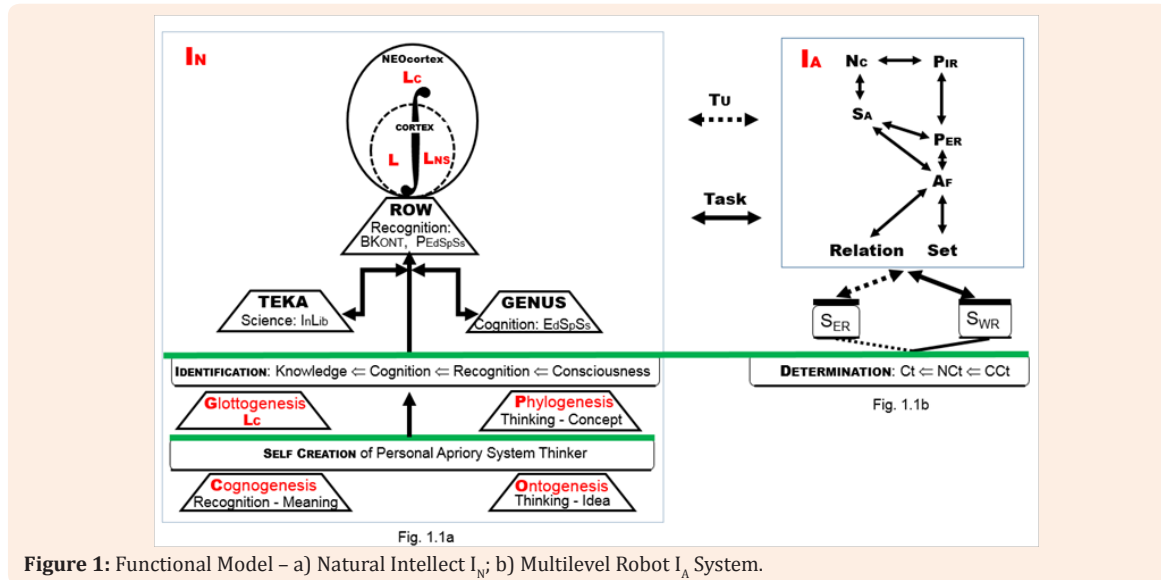 IN
NEOcortex
LC
CORTEX
L LNS
ROW
Recognition:
BKONT, PEdSpSs
TEKA
Science: InLib
GENUS
Cognition: EdSpSs
IDENTIFICATION: Knowledge ⇐ Cognition ⇐ Recognition ⇐ Consciousness
Glottogenesis
Lc
Phylogenesis
Thinking - Concept
SELF CREATION of Personal Apriory System Thinker
Cognogenesis
Recognition - Meaning
Ontogenesis
Thinking - Idea
Fig. 1.1a
TU
Task
IA
NC PIR
SA
PER
AF
Relation Set
SER SWR
DETERMINATION: Ct ⇐ NCt ⇐ CCt
Fig. 1.1b
Figure 1: Functional Model – a) Natural Intellect IN; b) Multilevel Robot IA System.